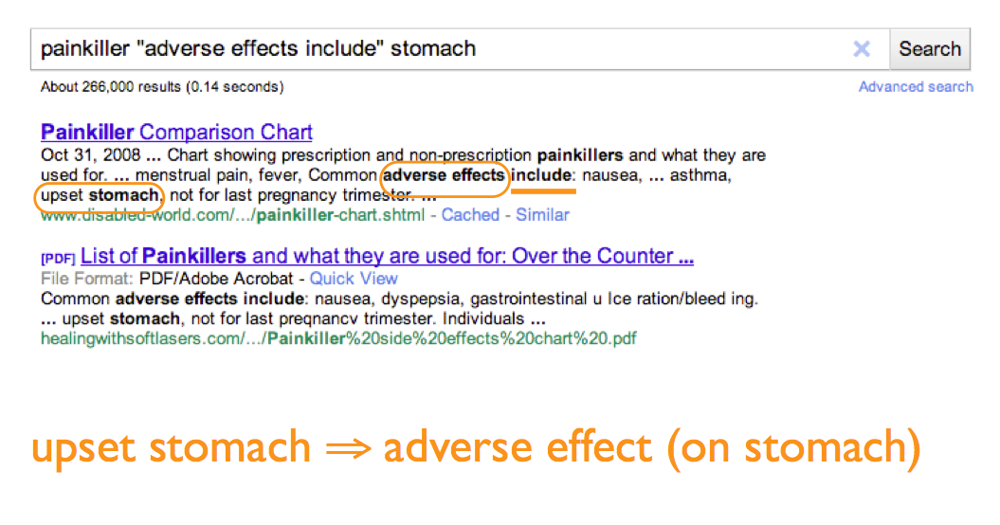 painkiller "adverse effects include" stomach
Search
About 266,000 results (0.14 seconds)
Advanced search
Painkiller Comparison Chart
Oct 31, 2008 ... Chart showing prescription and non-prescription painkillers and what they are
used for. ... menstrual pain, fever, Common adverse effects include: nausea, ... asthma,
upset stomach, not for last pregnancy trimester. ...
www.disabled-world.com/.../painkiller-chart.shtml - Cached - Similar
[PDF] List of Painkillers and what they are used for: Over the Counter ...
File Format: PDF/Adobe Acrobat - Quick View
Common adverse effects include: nausea, dyspepsia, gastrointestinal u lce ration/bleed ing.
... upset stomach, not for last pregnancy trimester. Individuals ...
healingwithsoftlasers.com/.../Painkiller%20side%20effects%20chart%20.pdf
upset stomach ⇒ adverse effect (on stomach)